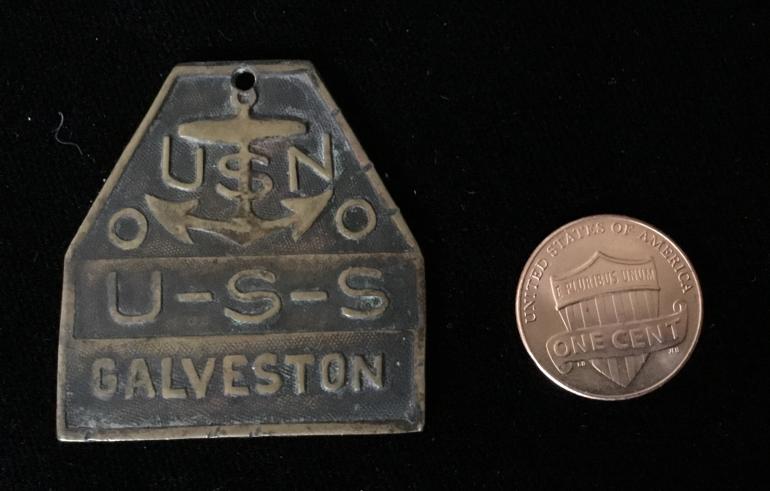 USN
O O
U-S-S
GALVESTON
UNITED STATES OF AMERICA
E PLURIBUS UNUM
ONE CENT